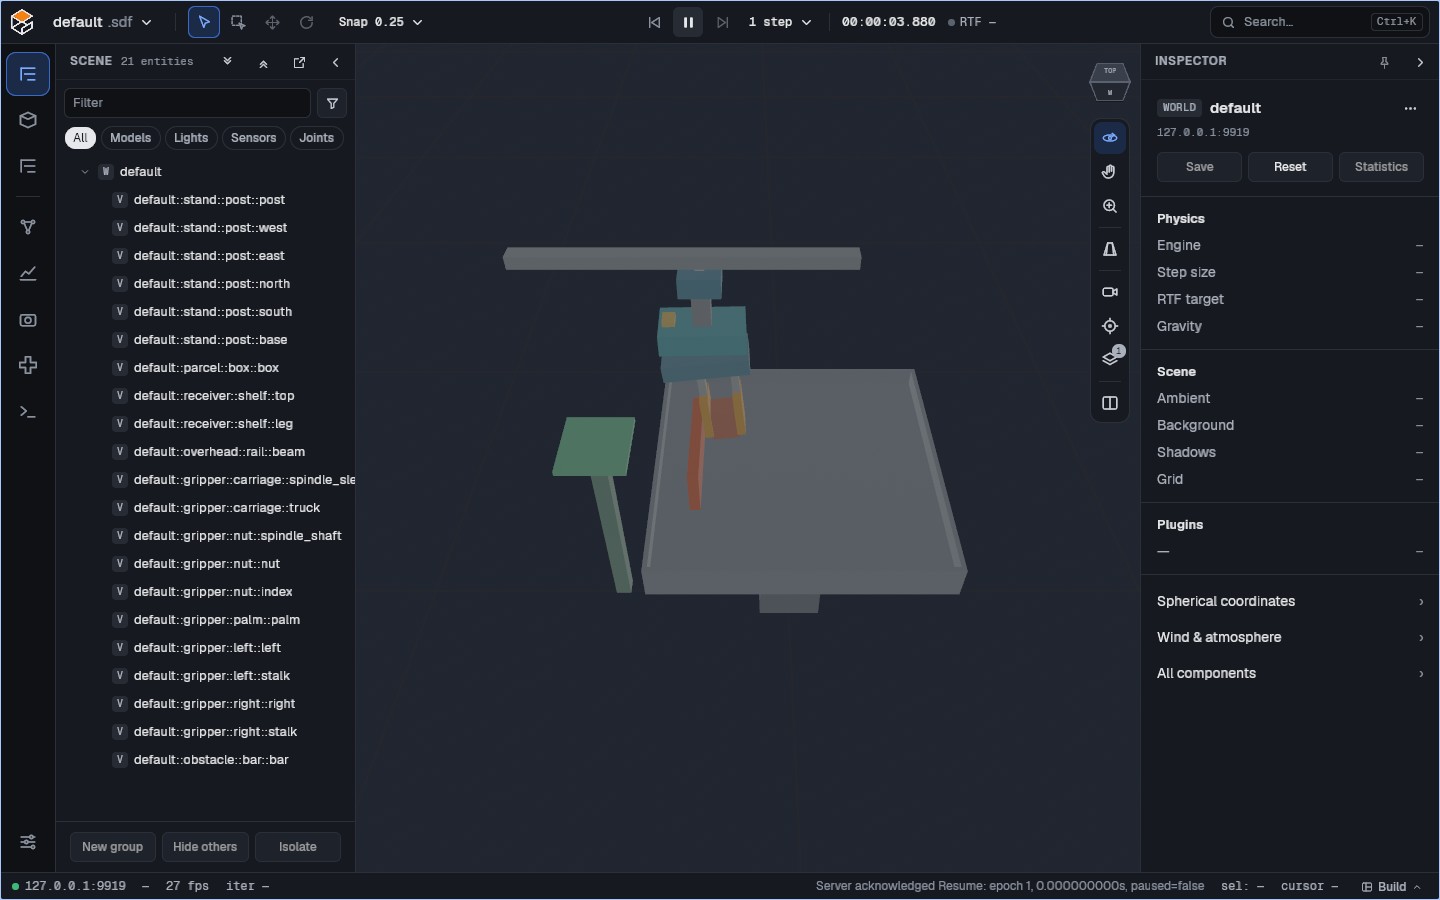 default .sdf
Snap 0.25
1 step
00:00:03.880
RTF –
Search...
Ctrl+K
SCENE 21 entities
Filter
All
Models
Lights
Sensors
Joints
W default
V default::stand::post::post
V default::stand::post::west
V default::stand::post::east
V default::stand::post::north
V default::stand::post::south
V default::stand::post::base
V default::parcel::box::box
V default::receiver::shelf::top
V default::receiver::shelf::leg
V default::overhead::rail::beam
V default::gripper::carriage::spindle_sle
V default::gripper::carriage::truck
V default::gripper::nut::spindle_shaft
V default::gripper::nut::nut
V default::gripper::nut::index
V default::gripper::palm::palm
V default::gripper::left::left
V default::gripper::left::stalk
V default::gripper::right::right
V default::gripper::right::stalk
V default::obstacle::bar::bar
New group
Hide others
Isolate
TOP
W
1
INSPECTOR
WORLD default
127.0.0.1:9919
Save
Reset
Statistics
Physics
Engine –
Step size –
RTF target –
Gravity –
Scene
Ambient –
Background –
Shadows –
Grid –
Plugins
— –
Spherical coordinates
Wind & atmosphere
All components
127.0.0.1:9919 – 27 fps iter –
Server acknowledged Resume: epoch 1, 0.000000000s, paused=false
sel: –
cursor –
Build